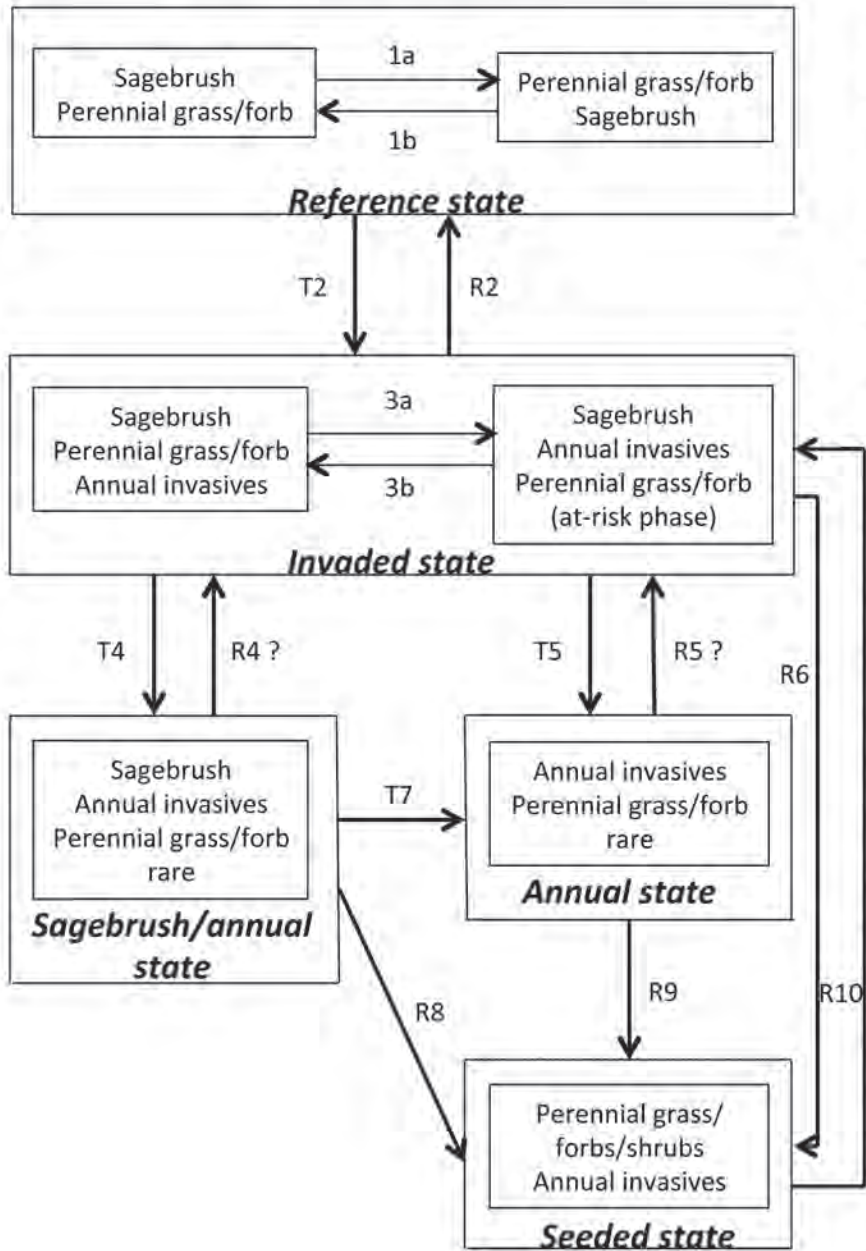 1a
Sagebrush
Perennial grass/forb
Perennial grass/forb
Sagebrush
1b
Reference state
T2
R2
3a
Sagebrush
Perennial grass/forb
Annual invasives
Sagebrush
Annual invasives
Perennial grass/forb
(at-risk phase)
3b
Invaded state
T4
R4 ?
T5
R5 ?
R6
Sagebrush
Annual invasives
Perennial grass/forb
rare
Sagebrush/annual
state
T7
Annual invasives
Perennial grass/forb
rare
Annual state
R8
R9
R10
Perennial grass/
forbs/shrubs
Annual invasives
Seeded state